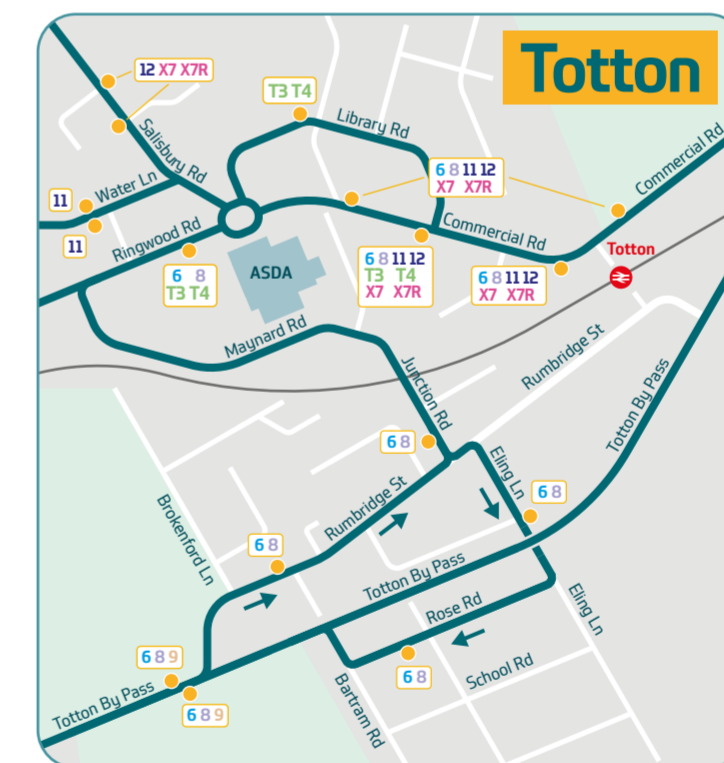 Totton
12 X7 X7R
T3 T4
Library Rd
Salisbury Rd
6 8 11 12
X7 X7R
Commercial Rd
11
Water Ln
11
Ringwood Rd
Commercial Rd
Totton
6 8
T3 T4
ASDA
6 8 11 12
T3 T4
X7 X7R
6 8 11 12
X7 X7R
Maynard Rd
Junction Rd
Rumbridge St
Totton By Pass
6 8
Eling Ln
6 8
Rumbridge St
Brokenford Ln
6 8
Totton By Pass
Eling Ln
Rose Rd
6 8 9
6 8
School Rd
Totton By Pass
6 8 9
Bartram Rd